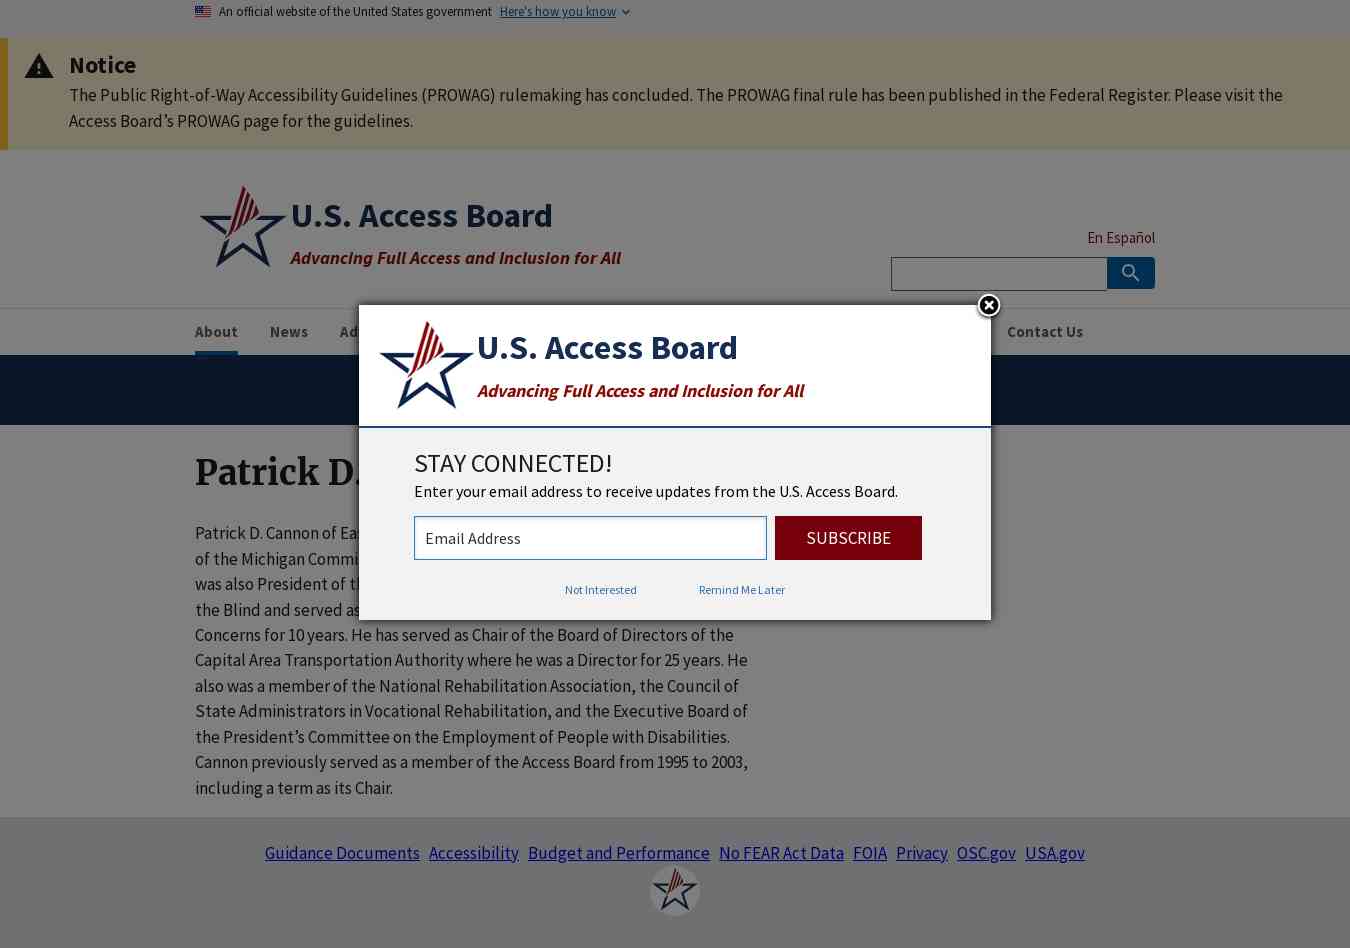 An official website of the United States government Here's how you know
Notice
The Public Right-of-Way Accessibility Guidelines (PROWAG) rulemaking has concluded. The PROWAG final rule has been published in the Federal Register. Please visit the
Access Board’s PROWAG page for the guidelines.
U.S. Access Board
Advancing Full Access and Inclusion for All
En Español
About News Contact Us
U.S. Access Board
Advancing Full Access and Inclusion for All
STAY CONNECTED!
Enter your email address to receive updates from the U.S. Access Board.
Email Address SUBSCRIBE
Not Interested Remind Me Later
Patrick D.
Patrick D. Cannon of
of the Michigan
was also President of
the Blind and served as
Concerns for 10 years. He has served as Chair of the Board of Directors of the
Capital Area Transportation Authority where he was a Director for 25 years. He
also was a member of the National Rehabilitation Association, the Council of
State Administrators in Vocational Rehabilitation, and the Executive Board of
the President’s Committee on the Employment of People with Disabilities.
Cannon previously served as a member of the Access Board from 1995 to 2003,
including a term as its Chair.
Guidance Documents Accessibility Budget and Performance No FEAR Act Data FOIA Privacy OSC.gov USA.gov